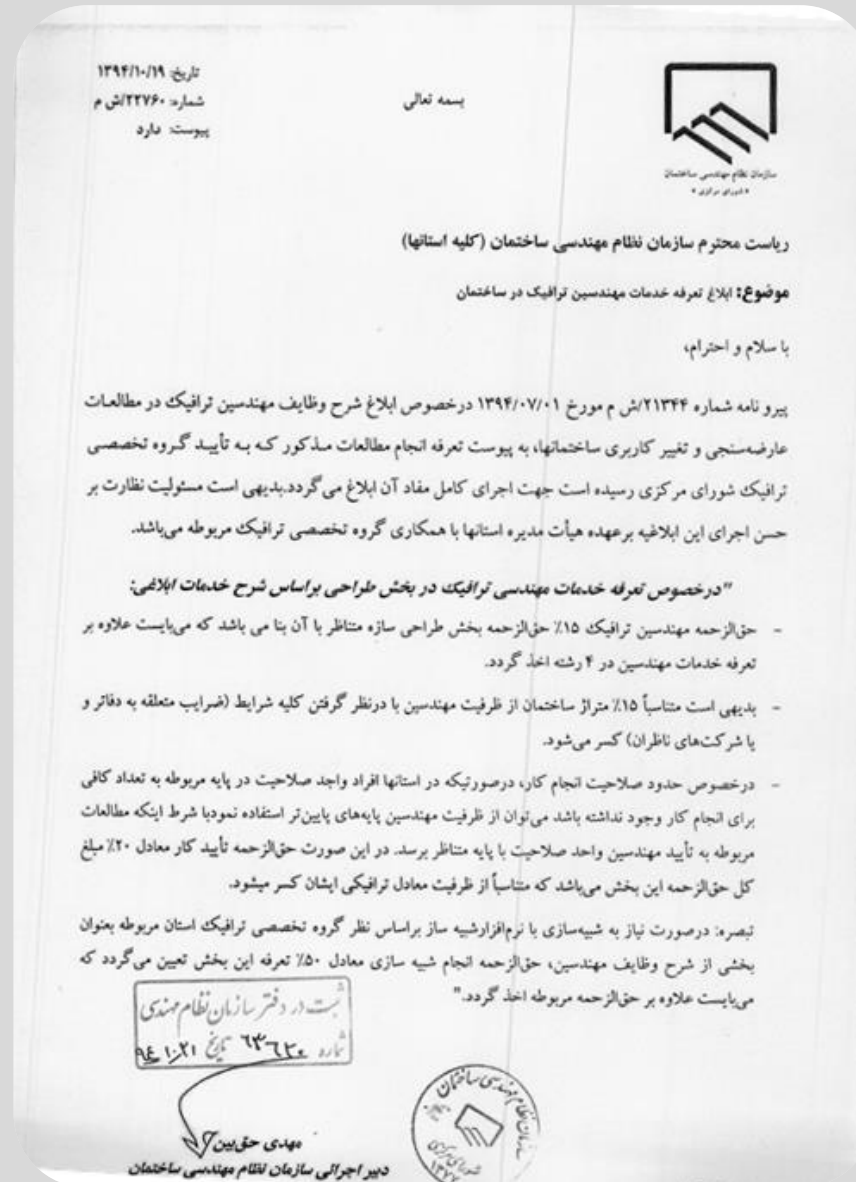 تاریخ: ۱۳۹۴/۱۰/۱۹
شماره: ۲۲۷۶۰/ش م
پیوست: دارد
بسمه تعالی
سازمان نظام مهندسی ساختمان
« شورای مرکزی »
ریاست محترم سازمان نظام مهندسی ساختمان (کلیه استانها)
موضوع: ابلاغ تعرفه خدمات مهندسین ترافیک در ساختمان
با سلام و احترام،
پیرو نامه شماره ۲۱۳۴۴/ش م مورخ ۱۳۹۴/۰۷/۰۱ درخصوص ابلاغ شرح وظایف مهندسین ترافیک در مطالعات
عارضه‌سنجی و تغییر کاربری ساختمانها، به پیوست تعرفه انجام مطالعات مذکور که به تأیید گروه تخصصی
ترافیک شورای مرکزی رسیده است جهت اجرای کامل مفاد آن ابلاغ می‌گردد.بدیهی است مسئولیت نظارت بر
حسن اجرای این ابلاغیه برعهده هیأت مدیره استانها با همکاری گروه تخصصی ترافیک مربوطه می‌باشد.
"درخصوص تعرفه خدمات مهندسی ترافیک در بخش طراحی براساس شرح خدمات ابلاغی:
- حق‌الزحمه مهندسین ترافیک ۱۵٪ حق‌الزحمه بخش طراحی سازه متناظر با آن بنا می باشد که می‌بایست علاوه بر
تعرفه خدمات مهندسین در ۴ رشته اخذ گردد.
- بدیهی است متناسباً ۱۵٪ متراژ ساختمان از ظرفیت مهندسین با درنظر گرفتن کلیه شرایط (ضرایب متعلقه به دفاتر و
یا شرکت‌های ناظران) کسر می‌شود.
- درخصوص حدود صلاحیت انجام کار، درصورتیکه در استانها افراد واجد صلاحیت در پایه مربوطه به تعداد کافی
برای انجام کار وجود نداشته باشد می‌توان از ظرفیت مهندسین پایه‌های پایین‌تر استفاده نمودبا شرط اینکه مطالعات
مربوطه به تأیید مهندسین واحد صلاحیت با پایه متناظر برسد. در این صورت حق‌الزحمه تأیید کار معادل ۲۰٪ مبلغ
کل حق‌الزحمه این بخش می‌باشد که متناسباً از ظرفیت معادل ترافیکی ایشان کسر میشود.
تبصره: درصورت نیاز به شبیه‌سازی با نرم‌افزارشبیه ساز براساس نظر گروه تخصصی ترافیک استان مربوطه بعنوان
بخشی از شرح وظایف مهندسین، حق‌الزحمه انجام شبیه سازی معادل ۵۰٪ تعرفه این بخش تعیین می‌گردد که
می‌بایست علاوه بر حق‌الزحمه مربوطه اخذ گردد."
ثبت در دفتر سازمان نظام مهندسی
شماره ۶۳۶۳۰ تاریخ ۹۴.۱۰.۲۱
سازمان نظام مهندسی ساختمان
شورای مرکزی
مهدی حق‌بین
دبیر اجرائی سازمان نظام مهندسی ساختمان